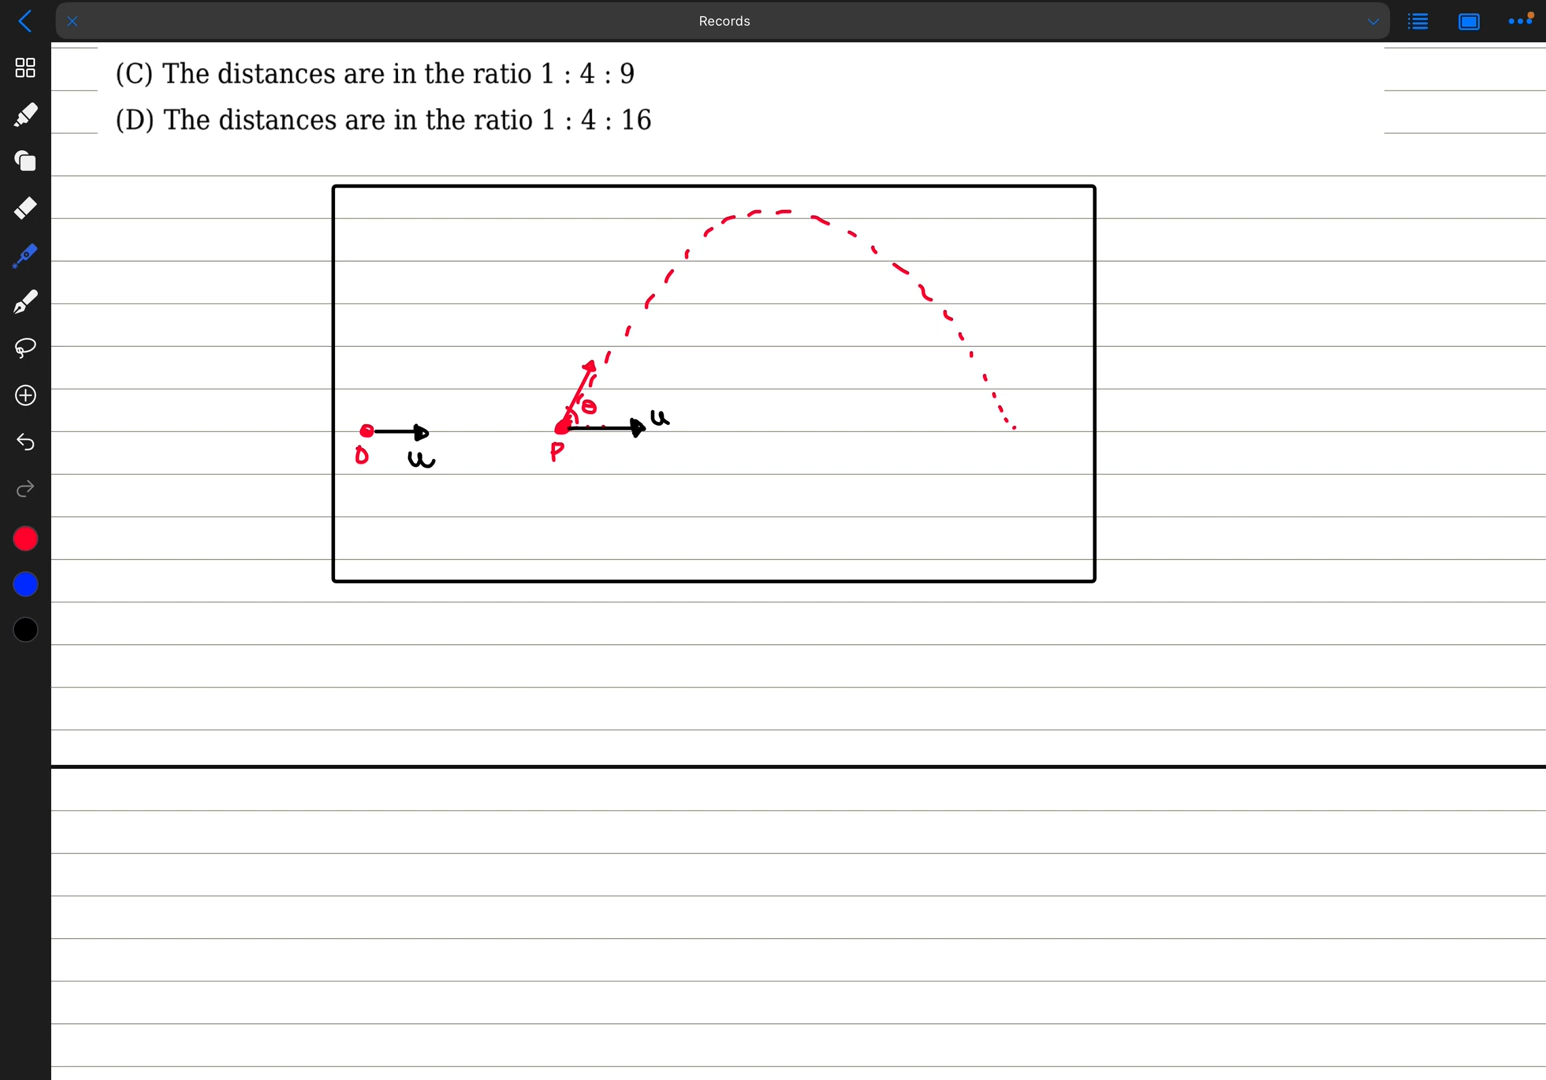 Records
(C) The distances are in the ratio 1 : 4 : 9
(D) The distances are in the ratio 1 : 4 : 16
θ
u
O
u
P